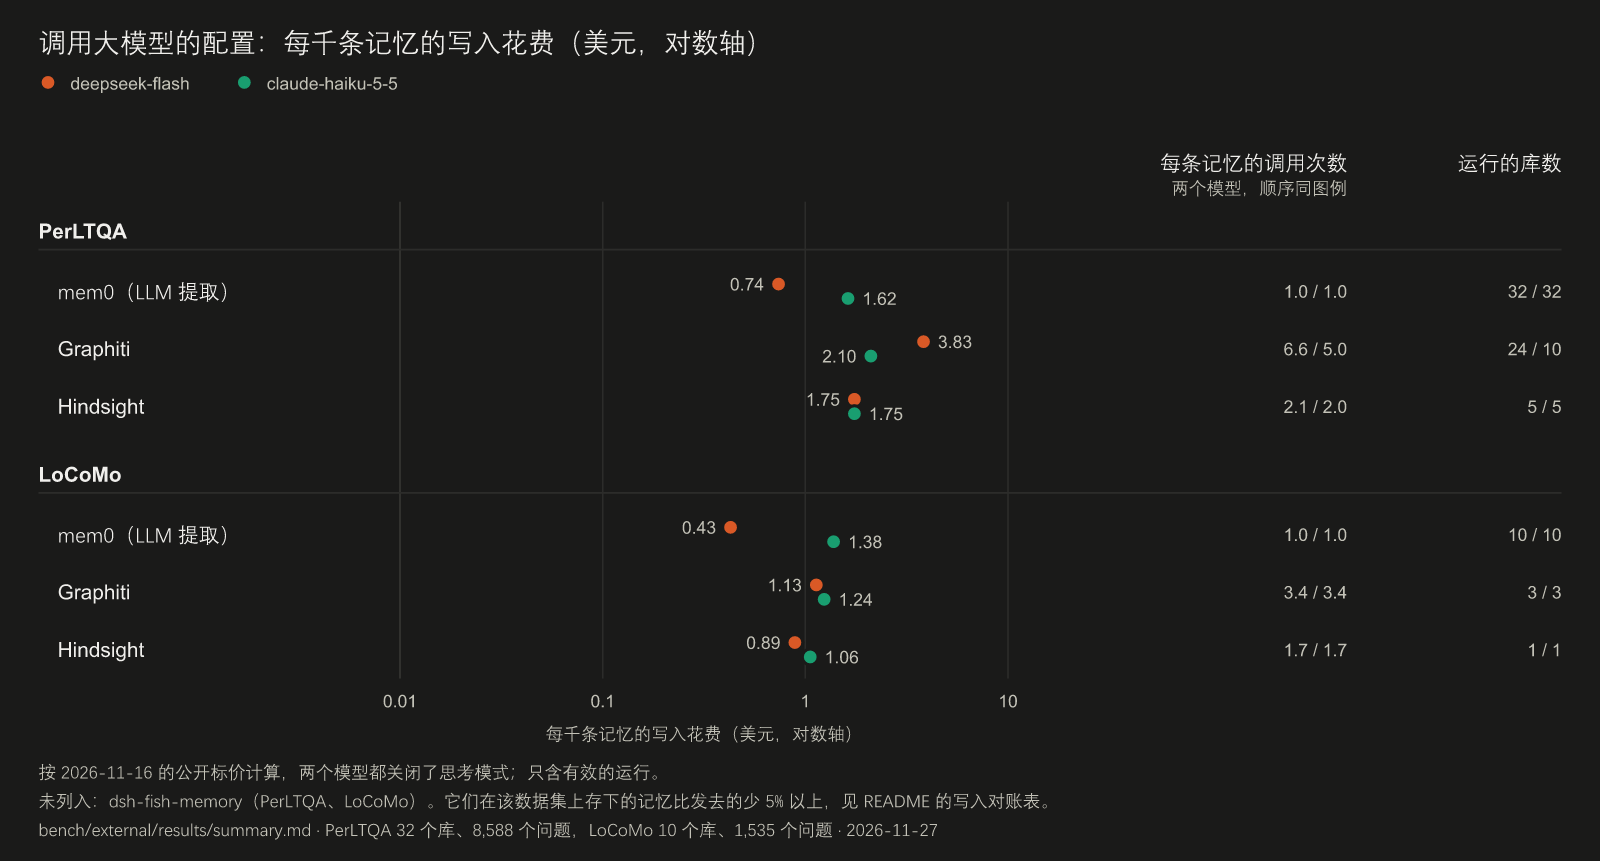 调用大模型的配置：每千条记忆的写入花费（美元，对数轴）
deepseek-flash claude-haiku-5-5
每条记忆的调用次数 运行的库数
两个模型，顺序同图例
PerLTQA
mem0（LLM 提取） 0.74 1.62 1.0 / 1.0 32 / 32
Graphiti 2.10 3.83 6.6 / 5.0 24 / 10
Hindsight 1.75 1.75 2.1 / 2.0 5 / 5
LoCoMo
mem0（LLM 提取） 0.43 1.38 1.0 / 1.0 10 / 10
Graphiti 1.13 1.24 3.4 / 3.4 3 / 3
Hindsight 0.89 1.06 1.7 / 1.7 1 / 1
0.01 0.1 1 10
每千条记忆的写入花费（美元，对数轴）
按 2026-11-16 的公开标价计算，两个模型都关闭了思考模式；只含有效的运行。
未列入：dsh-fish-memory（PerLTQA、LoCoMo）。它们在该数据集上存下的记忆比发去的少 5% 以上，见 README 的写入对账表。
bench/external/results/summary.md · PerLTQA 32 个库、8,588 个问题，LoCoMo 10 个库、1,535 个问题 · 2026-11-27